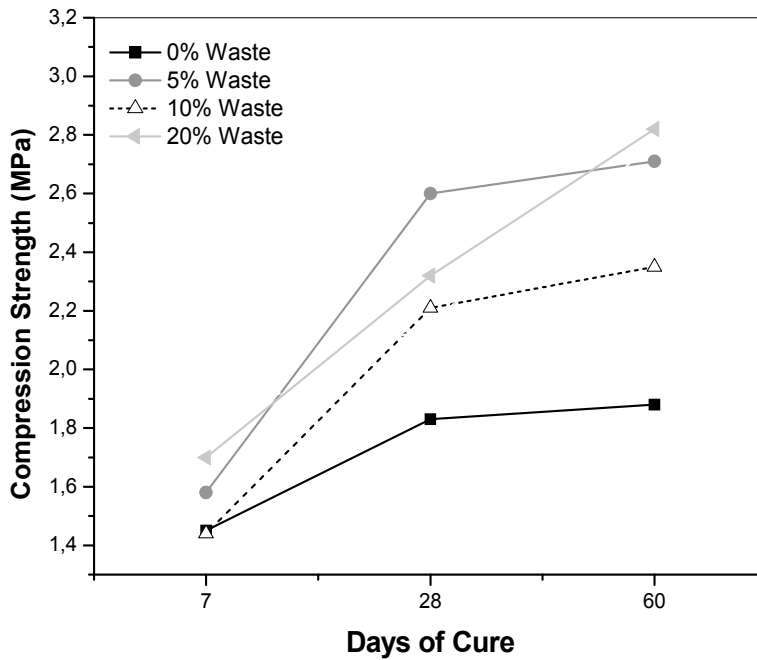 3,2
3,0
2,8
2,6
2,4
2,2
2,0
1,8
1,6
1,4
Compression Strength (MPa)
0% Waste
5% Waste
10% Waste
20% Waste
7
28
60
Days of Cure